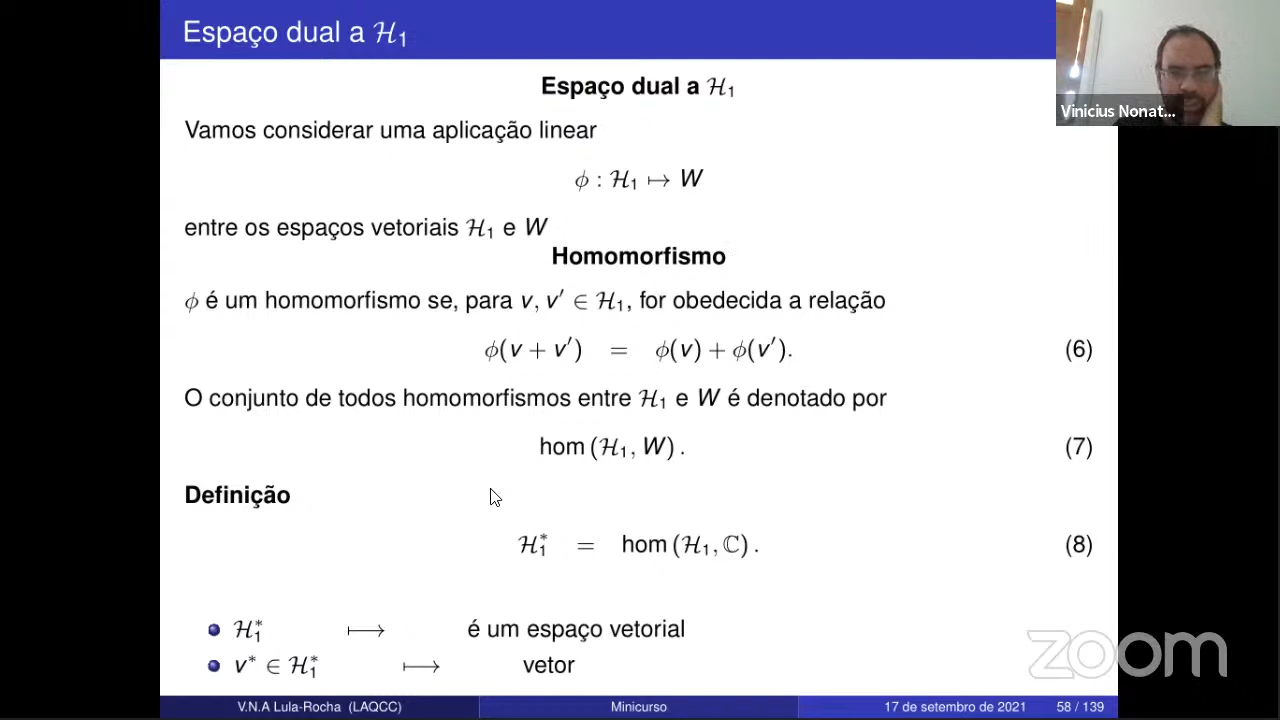 Espaço dual a ℋ₁
Espaço dual a ℋ₁
Vinicius Nonat...
Vamos considerar uma aplicação linear
ϕ : ℋ₁ ↦ W
entre os espaços vetoriais ℋ₁ e W
Homomorfismo
ϕ é um homomorfismo se, para v, v′ ∈ ℋ₁, for obedecida a relação
ϕ(v + v′) = ϕ(v) + ϕ(v′). (6)
O conjunto de todos homomorfismos entre ℋ₁ e W é denotado por
hom (ℋ₁, W) . (7)
Definição
ℋ₁* = hom (ℋ₁, ℂ) . (8)
ℋ₁* ⟼ é um espaço vetorial
v* ∈ ℋ₁* ⟼ vetor
zoom
V.N.A Lula-Rocha (LAQCC) Minicurso 17 de setembro de 2021 58 / 139